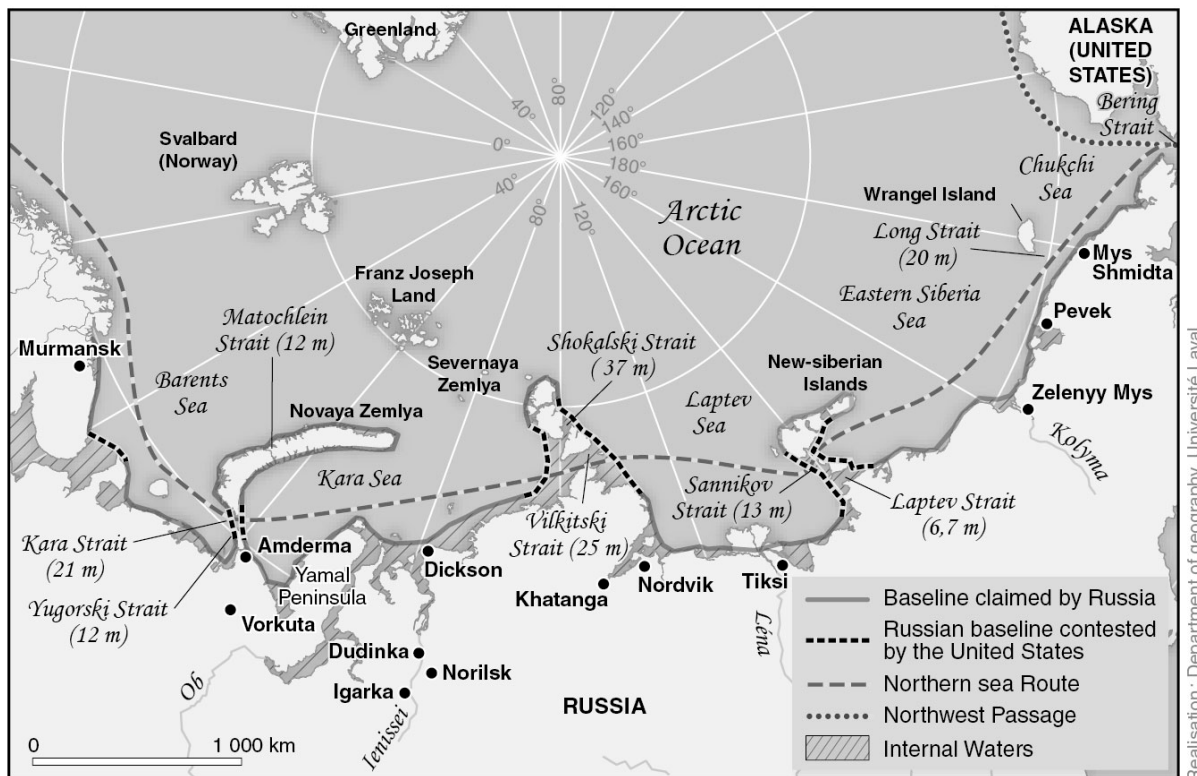 Greenland
ALASKA
(UNITED
STATES)
Bering
Strait
80°
40°
120°
140°
0°
160°
180°
40°
160°
80°
120°
Svalbard
(Norway)
Chukchi
Sea
Wrangel Island
Arctic
Ocean
Long Strait
(20 m)
Mys
Shmidta
Franz Joseph
Land
Eastern Siberia
Sea
Pevek
Matochlein
Strait (12 m)
Murmansk
Shokalski Strait
( 37 m)
Severnaya
Zemlya
New-siberian
Islands
Barents
Sea
Laptev
Sea
Zelenyy Mys
Novaya Zemlya
Kolyma
Kara Sea
Sannikov
Strait (13 m)
Laptev Strait
(6,7 m)
Vilkitski
Strait (25 m)
Kara Strait
(21 m)
Amderma
Yamal
Peninsula
Dickson
Khatanga
Nordvik
Tiksi
Yugorski Strait
(12 m)
Vorkuta
Léna
Dudinka
Norilsk
Ob
Igarka
Ienissei
RUSSIA
Baseline claimed by Russia
Russian baseline contested
by the United States
Northern sea Route
Northwest Passage
Internal Waters
0 1 000 km
Realisation : Department of geography, Université Laval